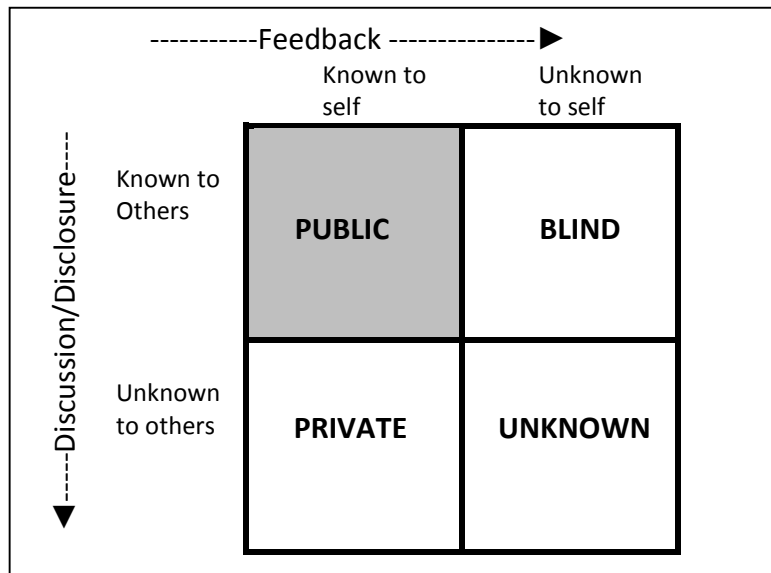 -----------Feedback ---------------►
Known to
self
Unknown
to self
Known to
Others
PUBLIC
BLIND
Unknown
to others
PRIVATE
UNKNOWN
-----Discussion/Disclosure----►